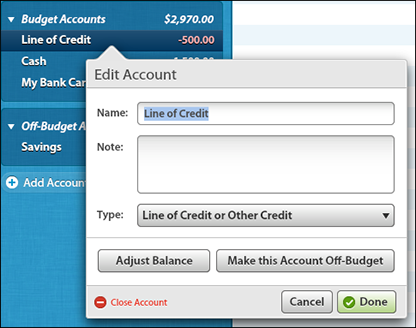 Budget Accounts $2,970.00
Line of Credit -500.00
Cash
My Bank
Off-Budget
Savings
Add Account
Edit Account
Name: Line of Credit
Note:
Type: Line of Credit or Other Credit
Adjust Balance Make this Account Off-Budget
Close Account Cancel Done